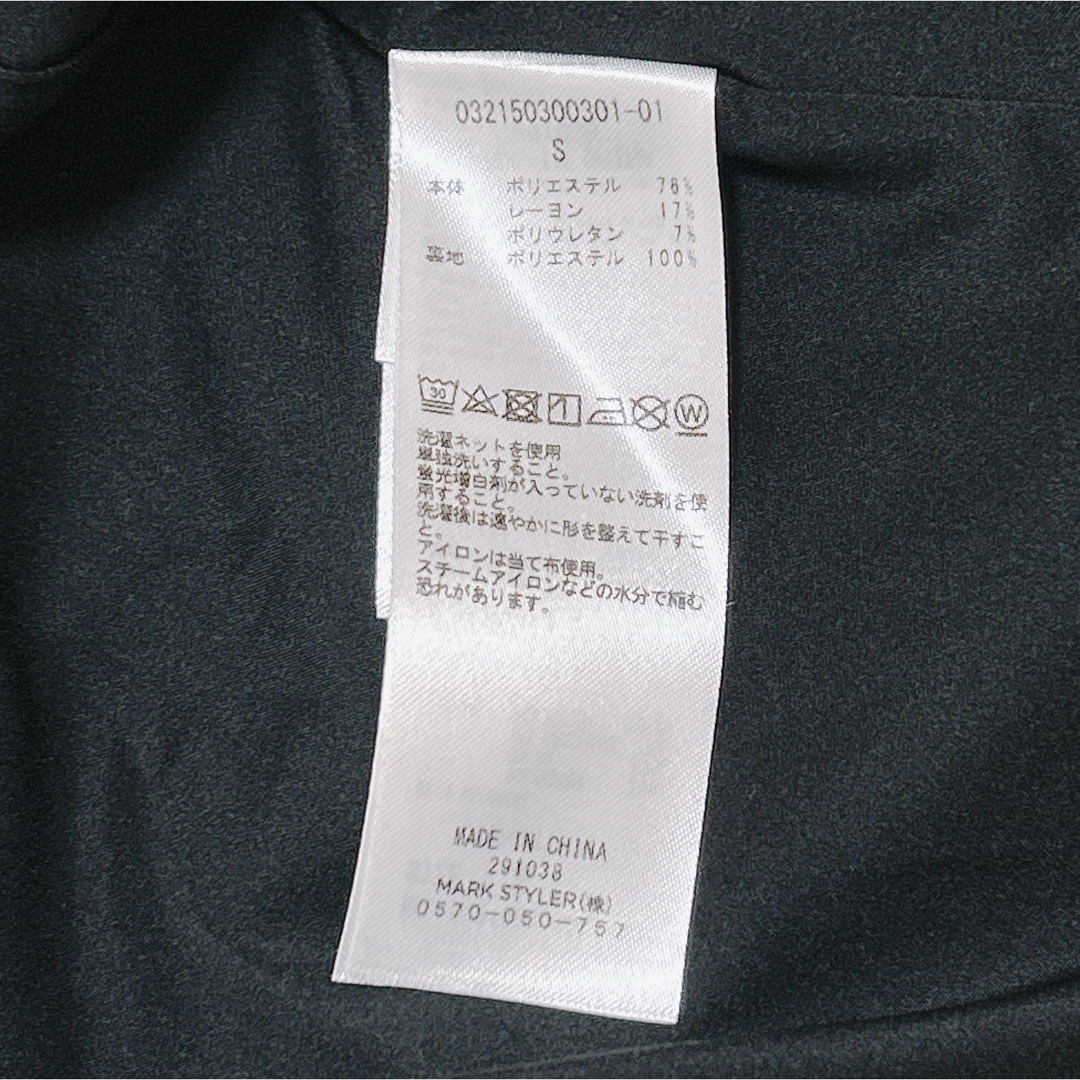 032150300301-01
S
本体 ポリエステル 76%
レーヨン 17%
ポリウレタン 7%
裏地 ポリエステル 100%
30
W
洗濯ネットを使用
単独洗いすること。
蛍光増白剤が入っていない洗剤を使
用すること。
洗濯後は速やかに形を整えて干すこ
と。
アイロンは当て布使用。
スチームアイロンなどの水分で縮む
恐れがあります。
MADE IN CHINA
291038
MARK STYLER(株)
0570-050-757